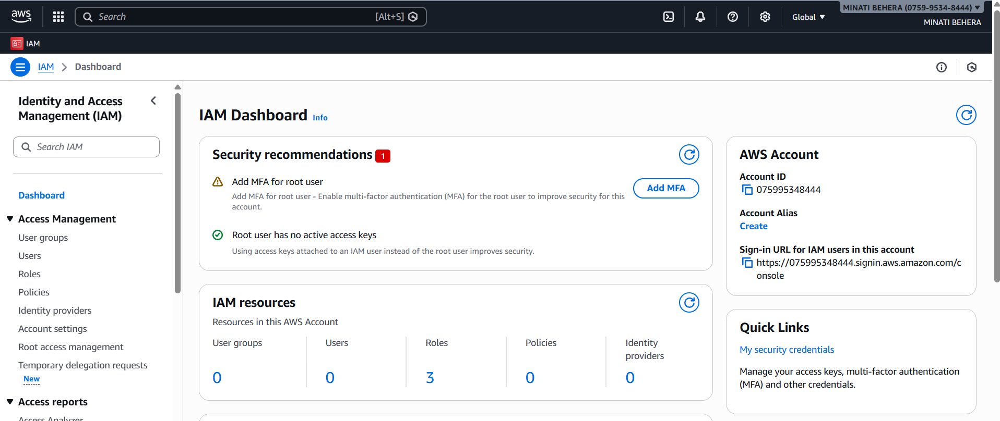 aws
Search
[Alt+S]
Global ▼
MINATI BEHERA (0759-9534-8444) ▼
MINATI BEHERA
IAM
IAM > Dashboard
Identity and Access
Management (IAM)
Search IAM
Dashboard
Access Management
User groups
Users
Roles
Policies
Identity providers
Account settings
Root access management
Temporary delegation requests
New
Access reports
Access Analyzer
IAM Dashboard Info
Security recommendations 1
Add MFA for root user
Add MFA for root user - Enable multi-factor authentication (MFA) for the root user to improve security for this
account.
Add MFA
Root user has no active access keys
Using access keys attached to an IAM user instead of the root user improves security.
IAM resources
Resources in this AWS Account
User groups
0
Users
0
Roles
3
Policies
0
Identity
providers
0
AWS Account
Account ID
075995348444
Account Alias
Create
Sign-in URL for IAM users in this account
https://075995348444.signin.aws.amazon.com/c
onsole
Quick Links
My security credentials
Manage your access keys, multi-factor authentication
(MFA) and other credentials.